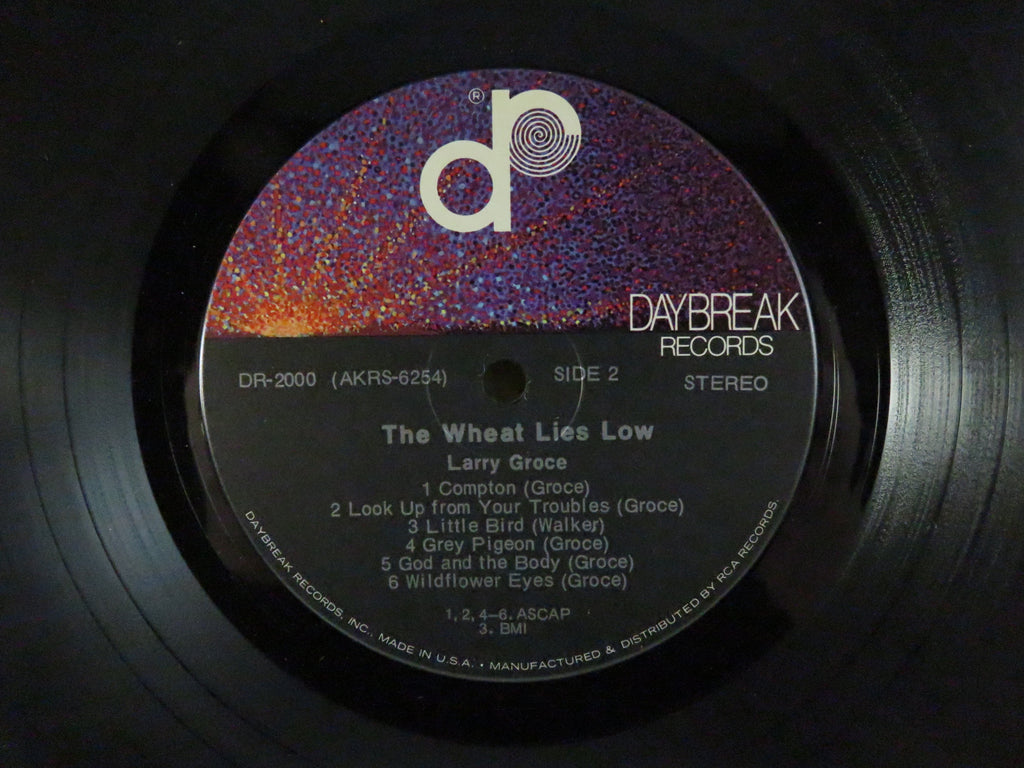 ®
dr
DAYBREAK
RECORDS
DR-2000 (AKRS-6254) SIDE 2 STEREO
The Wheat Lies Low
Larry Groce
1 Compton (Groce)
2 Look Up from Your Troubles (Groce)
3 Little Bird (Walker)
4 Grey Pigeon (Groce)
5 God and the Body (Groce)
6 Wildflower Eyes (Groce)
1, 2, 4–6. ASCAP
3. BMI
DAYBREAK RECORDS, INC., MADE IN U.S.A. • MANUFACTURED & DISTRIBUTED BY RCA RECORDS.